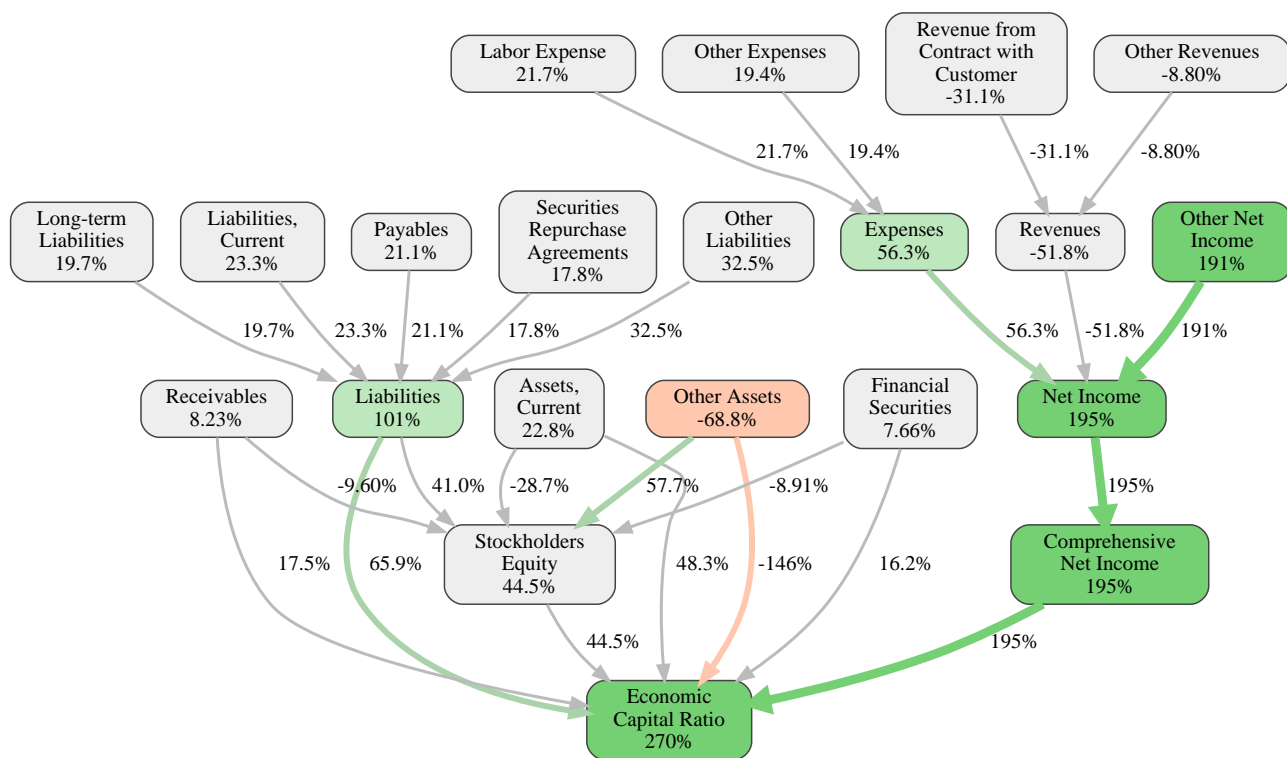 Labor Expense
21.7%
Other Expenses
19.4%
Revenue from
Contract with
Customer
-31.1%
Other Revenues
-8.80%
21.7%
19.4%
-31.1%
-8.80%
Long-term
Liabilities
19.7%
Liabilities,
Current
23.3%
Payables
21.1%
Securities
Repurchase
Agreements
17.8%
Other
Liabilities
32.5%
Expenses
56.3%
Revenues
-51.8%
Other Net
Income
191%
19.7%
23.3%
21.1%
17.8%
32.5%
56.3%
-51.8%
191%
Receivables
8.23%
Liabilities
101%
Assets,
Current
22.8%
Other Assets
-68.8%
Financial
Securities
7.66%
Net Income
195%
-9.60%
41.0%
-28.7%
57.7%
-8.91%
195%
Stockholders
Equity
44.5%
Comprehensive
Net Income
195%
17.5%
65.9%
48.3%
-146%
16.2%
44.5%
195%
Economic
Capital Ratio
270%